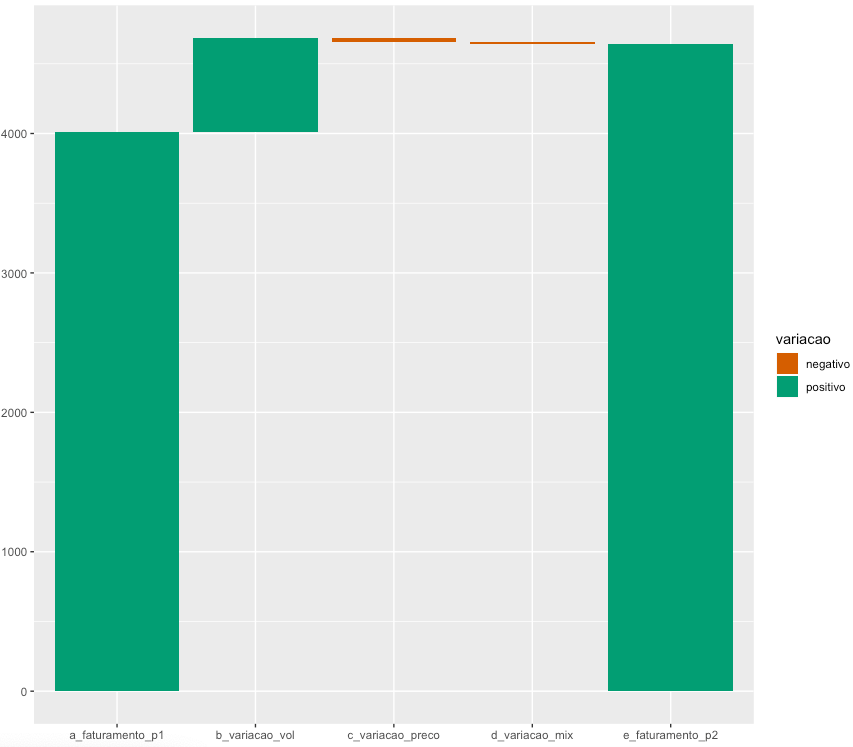 4000
3000
2000
1000
0
a_faturamento_p1
b_variacao_vol
c_variacao_preco
d_variacao_mix
e_faturamento_p2
variacao
negativo
positivo